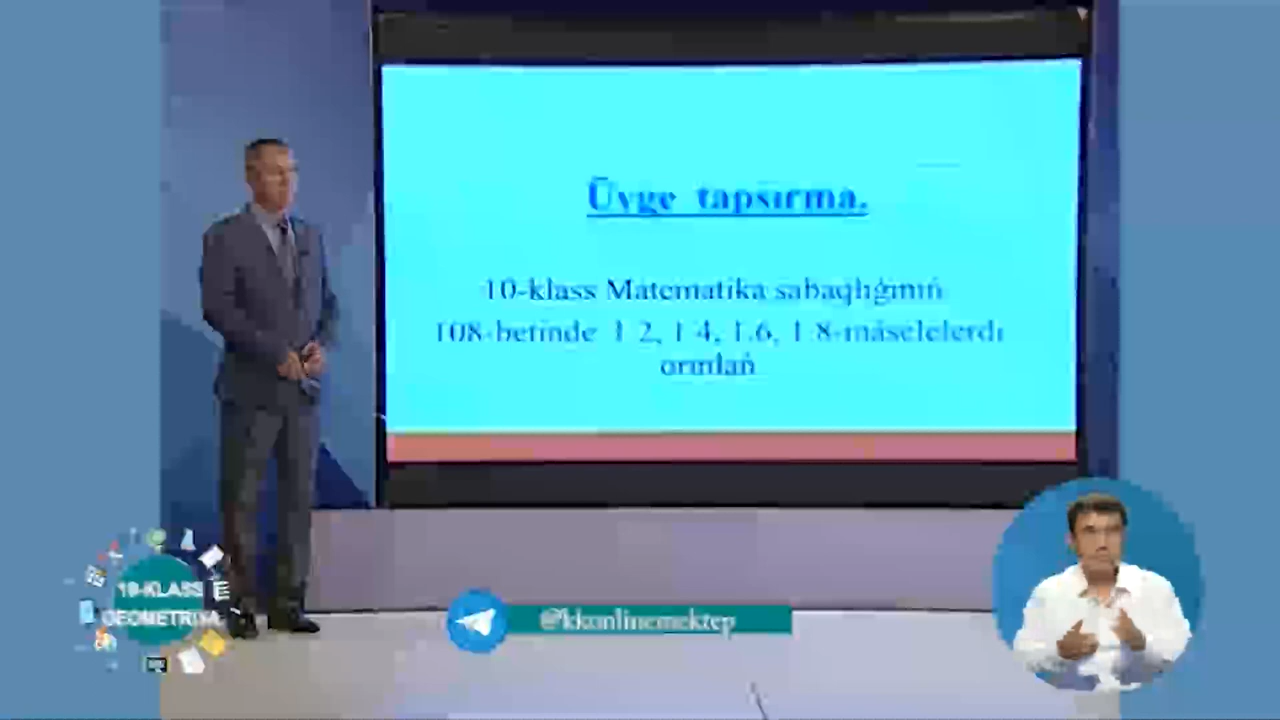 Úyge tapsırma.
10-klass Matematika sabaqlıǵınıń
108-betinde 1.2, 1.4, 1.6, 1.8-máselelerdi
orınlań
10-KLASS
GEOMETRIYA
@kkonlinemektep